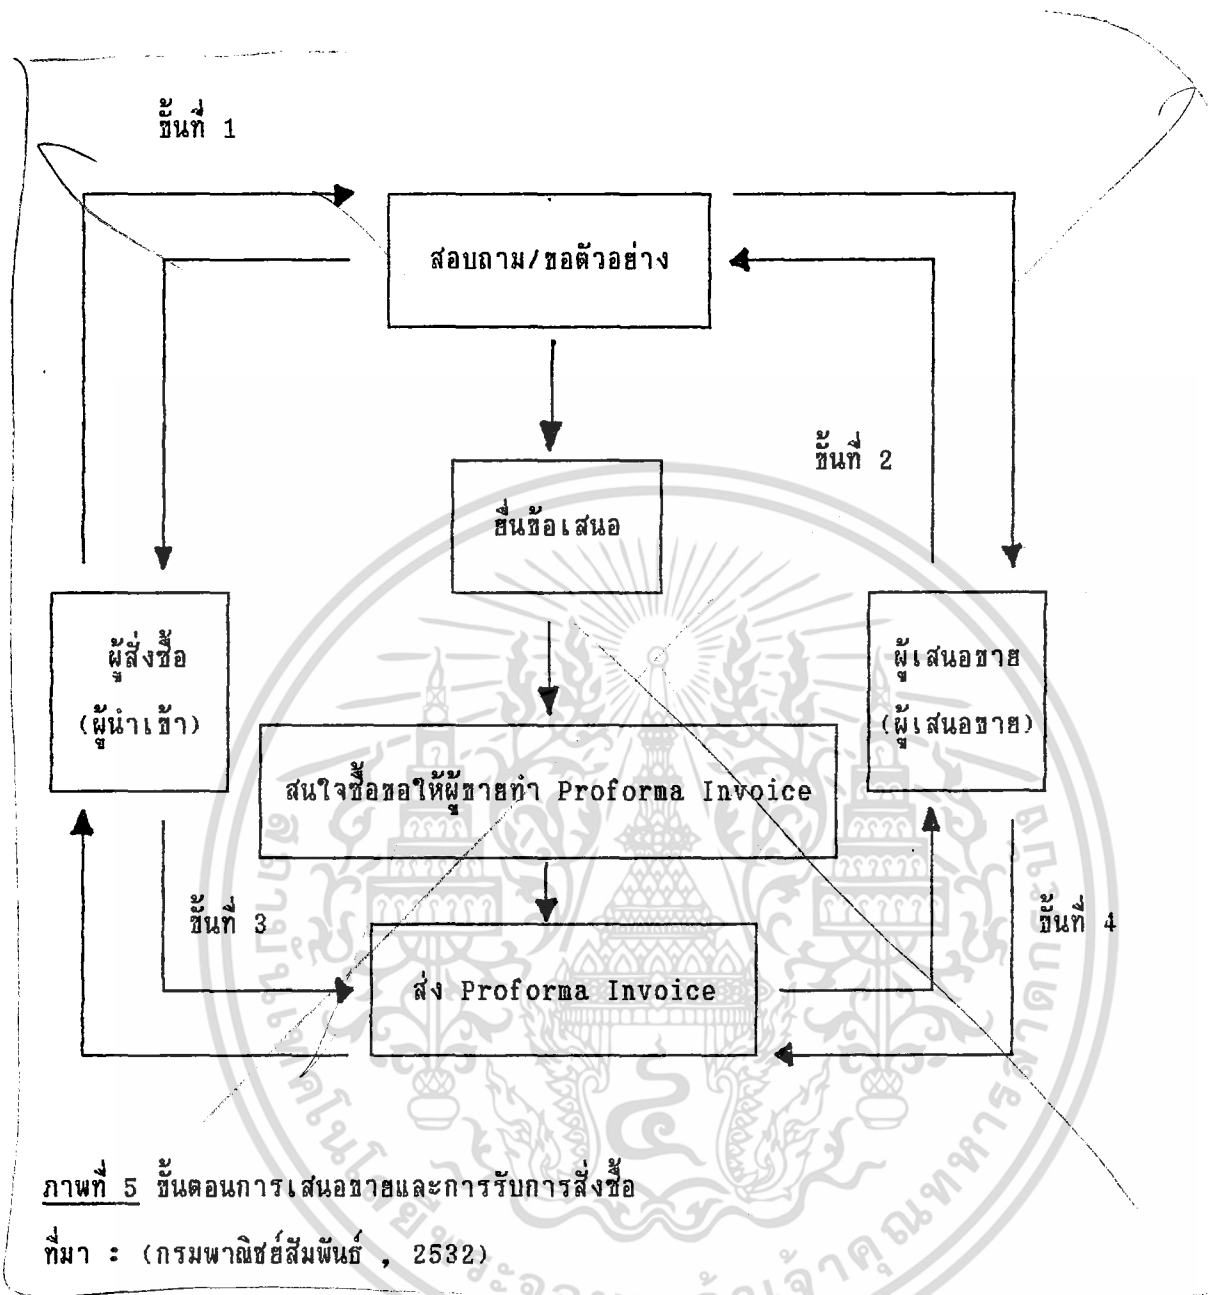 ขั้นที่ 1
สอบถาม/ขอตัวอย่าง
ขั้นที่ 2
ยื่นข้อเสนอ
ผู้สั่งซื้อ
(ผู้นำเข้า)
ผู้เสนอขาย
(ผู้เสนอขาย)
สนใจซื้อขอให้ผู้ขายทำ Proforma Invoice
ขั้นที่ 3
ขั้นที่ 4
ส่ง Proforma Invoice
ภาพที่ 5 ขั้นตอนการเสนอขายและการรับการสั่งซื้อ
ที่มา : (กรมพาณิชย์สัมพันธ์ , 2532)